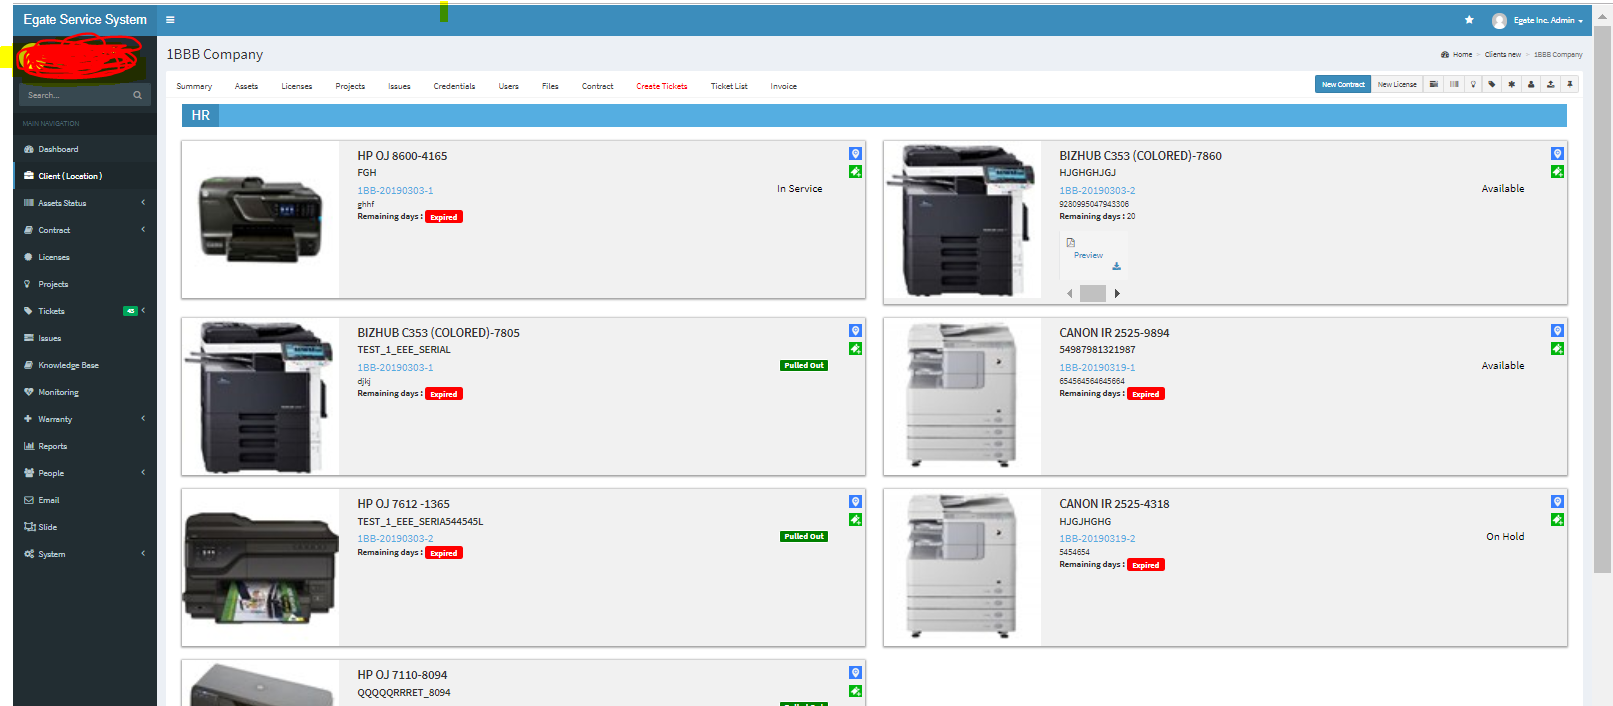 Egate Service System
Egate Inc. Admin
1BBB Company
Home > Clients new > 1BBB Company
Search...
MAIN NAVIGATION
Dashboard
Client ( Location )
Assets Status
Contract
Licenses
Projects
Tickets 45
Issues
Knowledge Base
Monitoring
Warranty
Reports
People
Email
Slide
System
Summary Assets Licenses Projects Issues Credentials Users Files Contract Create Tickets Ticket List Invoice
New Contract New License
HR
HP OJ 8600-4165
FGH
1BB-20190303-1
ghhf
Remaining days : Expired
In Service
BIZHUB C353 (COLORED)-7860
HJGHGHJGJ
1BB-20190303-2
9280995047943306
Remaining days : 20
Available
Preview
BIZHUB C353 (COLORED)-7805
TEST_1_EEE_SERIAL
1BB-20190303-1
djkj
Remaining days : Expired
Pulled Out
CANON IR 2525-9894
54987981321987
1BB-20190319-1
654564564645664
Remaining days : Expired
Available
HP OJ 7612 -1365
TEST_1_EEE_SERIA544545L
1BB-20190303-2
Remaining days : Expired
Pulled Out
CANON IR 2525-4318
HJGJHGHG
1BB-20190319-2
5454654
Remaining days : Expired
On Hold
HP OJ 7110-8094
QQQQQRRRET_8094